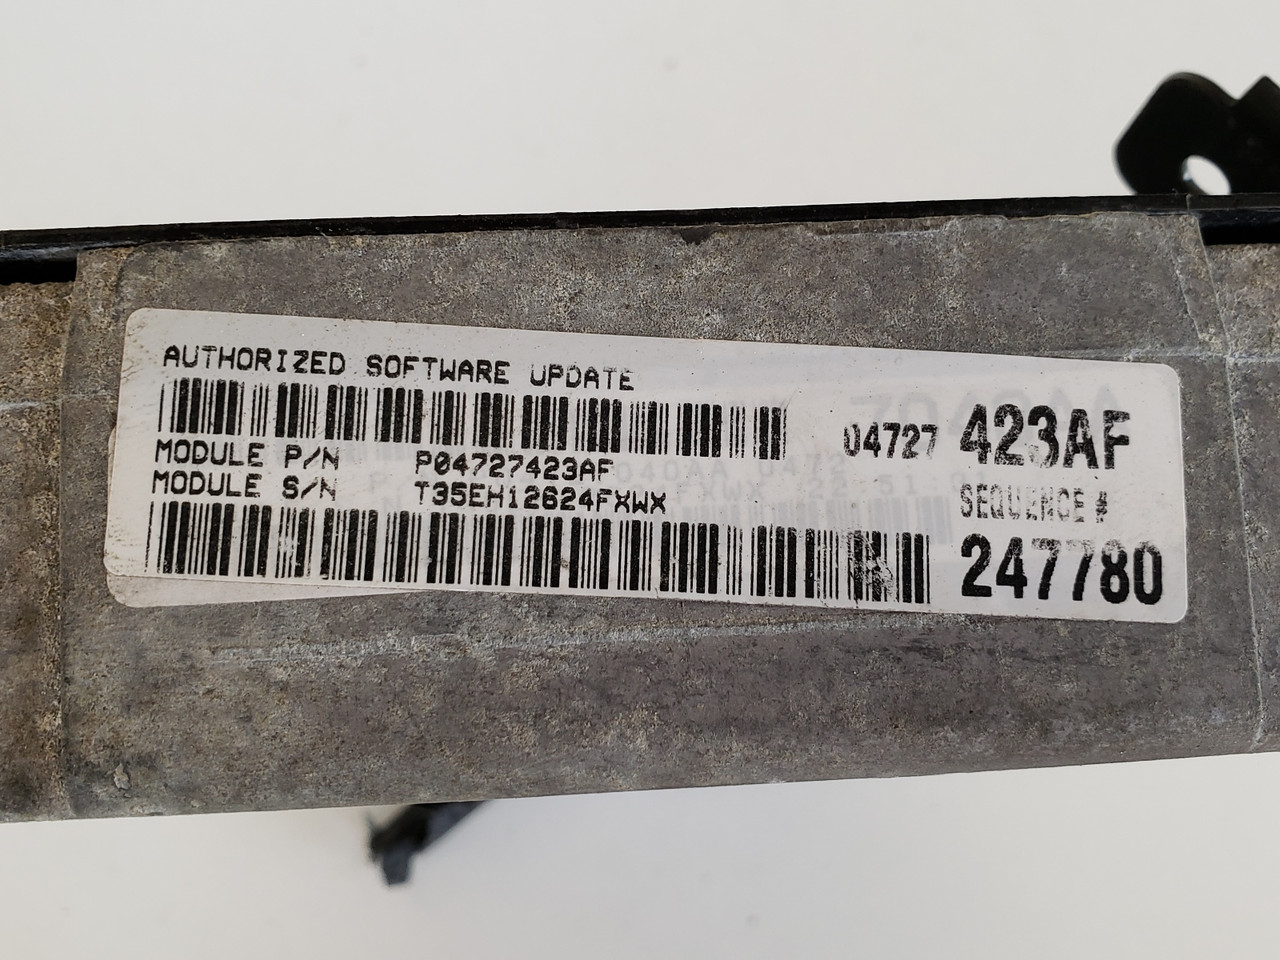 AUTHORIZED SOFTWARE UPDATE
04727 423AF
MODULE P/N P04727423AF
MODULE S/N T35EH12624FXWX
SEQUENCE #
247780